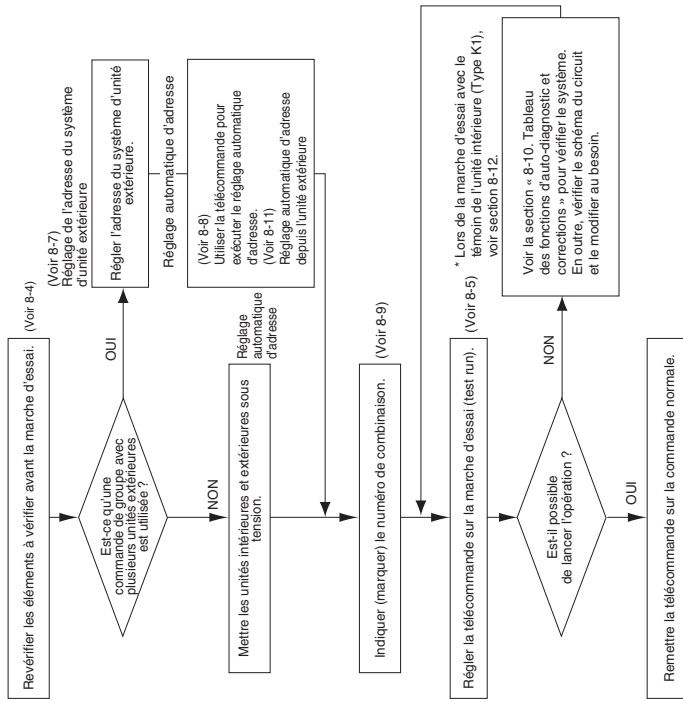 Revérifier les éléments à vérifier avant la marche d'essai.
(Voir 8-4)
Est-ce qu'une
commande de groupe avec
plusieurs unités extérieures
est utilisée ?
OUI
(Voir 8-7)
Réglage de l'adresse du système
d'unité extérieure
Régler l'adresse du système d'unité
extérieure.
Réglage automatique d'adresse
(Voir 8-8)
Utiliser la télécommande pour
exécuter le réglage automatique
d'adresse.
(Voir 8-11)
Réglage automatique d'adresse
depuis l'unité extérieure
NON
Mettre les unités intérieures et extérieures sous
tension.
Réglage
automatique
d'adresse
Indiquer (marquer) le numéro de combinaison.
(Voir 8-9)
Régler la télécommande sur la marche d'essai (test run).
(Voir 8-5)
* Lors de la marche d'essai avec le
témoin de l'unité intérieure (Type K1),
voir section 8-12.
Est-il possible
de lancer l'opération ?
NON
Voir la section « 8-10. Tableau
des fonctions d'auto-diagnostic et
corrections » pour vérifier le système.
En outre, vérifier le schéma du circuit
et le modifier au besoin.
OUI
Remettre la télécommande sur la commande normale.